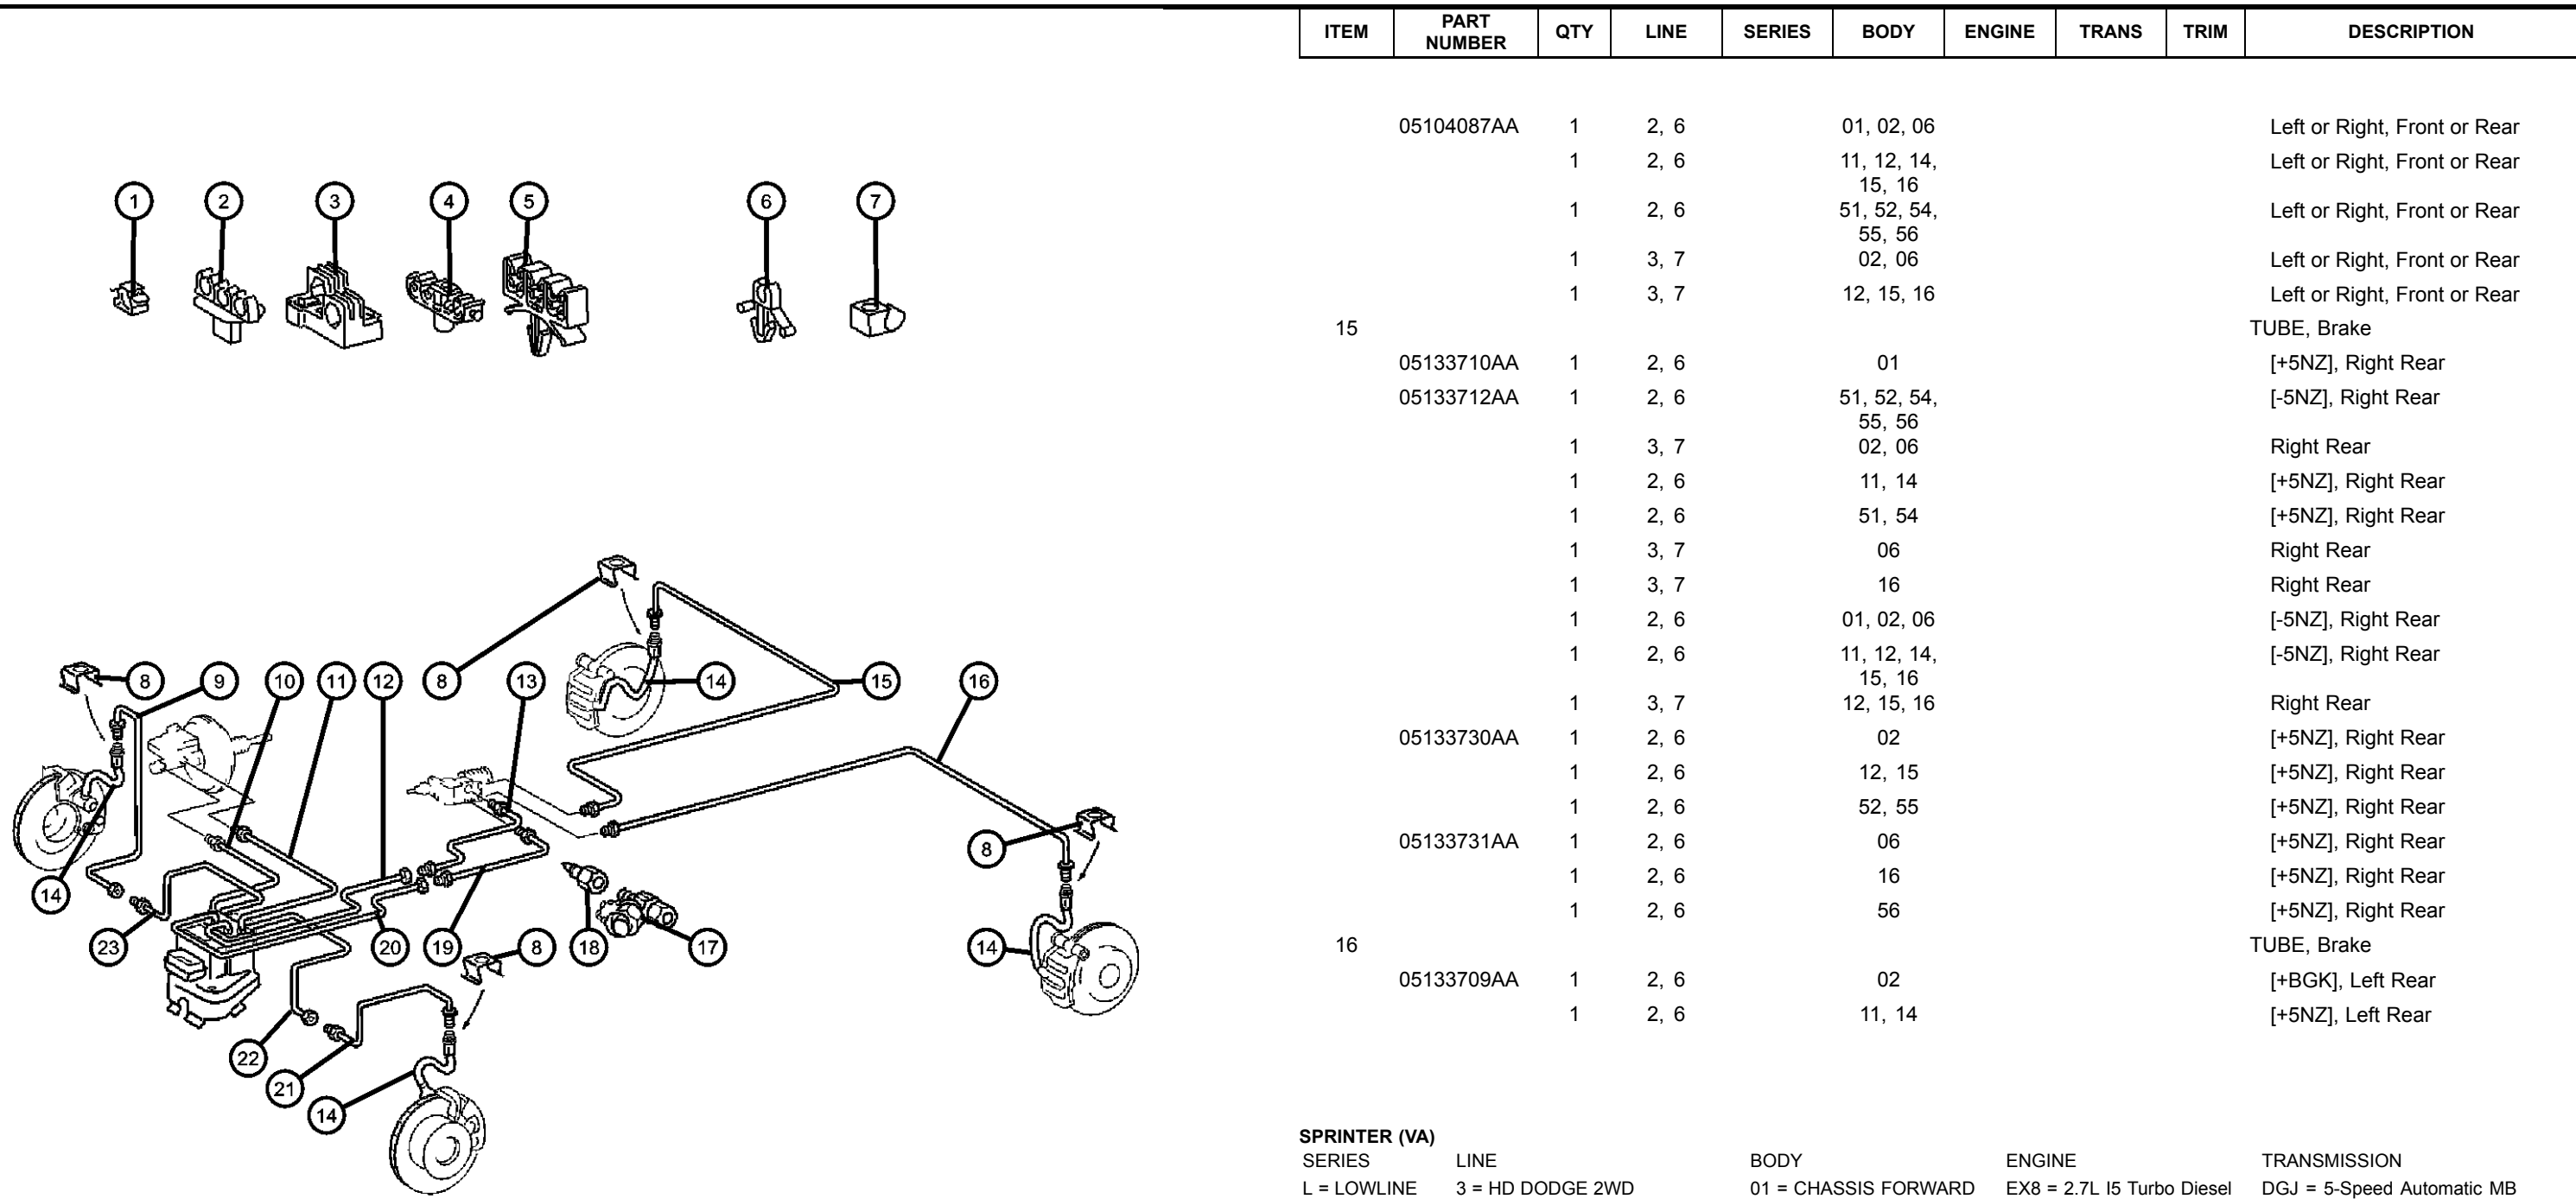 ITEM PART NUMBER QTY LINE SERIES BODY ENGINE TRANS TRIM DESCRIPTION
05104087AA 1 2, 6 01, 02, 06 Left or Right, Front or Rear
1 2, 6 11, 12, 14, Left or Right, Front or Rear
15, 16
1 2, 6 51, 52, 54, Left or Right, Front or Rear
55, 56
1 3, 7 02, 06 Left or Right, Front or Rear
1 3, 7 12, 15, 16 Left or Right, Front or Rear
15 TUBE, Brake
05133710AA 1 2, 6 01 [+5NZ], Right Rear
05133712AA 1 2, 6 51, 52, 54, [-5NZ], Right Rear
55, 56
1 3, 7 02, 06 Right Rear
1 2, 6 11, 14 [+5NZ], Right Rear
1 2, 6 51, 54 [+5NZ], Right Rear
1 3, 7 06 Right Rear
1 3, 7 16 Right Rear
1 2, 6 01, 02, 06 [-5NZ], Right Rear
1 2, 6 11, 12, 14, [-5NZ], Right Rear
15, 16
1 3, 7 12, 15, 16 Right Rear
05133730AA 1 2, 6 02 [+5NZ], Right Rear
1 2, 6 12, 15 [+5NZ], Right Rear
1 2, 6 52, 55 [+5NZ], Right Rear
05133731AA 1 2, 6 06 [+5NZ], Right Rear
1 2, 6 16 [+5NZ], Right Rear
1 2, 6 56 [+5NZ], Right Rear
16 TUBE, Brake
05133709AA 1 2, 6 02 [+BGK], Left Rear
1 2, 6 11, 14 [+5NZ], Left Rear
1 2 3 4 5 6 7
8 9 10 11 12 8 13 14 15 16
8
14
23 20 19 8 18 17 14
22
21
14
SPRINTER (VA)
SERIES LINE BODY ENGINE TRANSMISSION
L = LOWLINE 3 = HD DODGE 2WD 01 = CHASSIS FORWARD EX8 = 2.7L I5 Turbo Diesel DGJ = 5-Speed Automatic MB